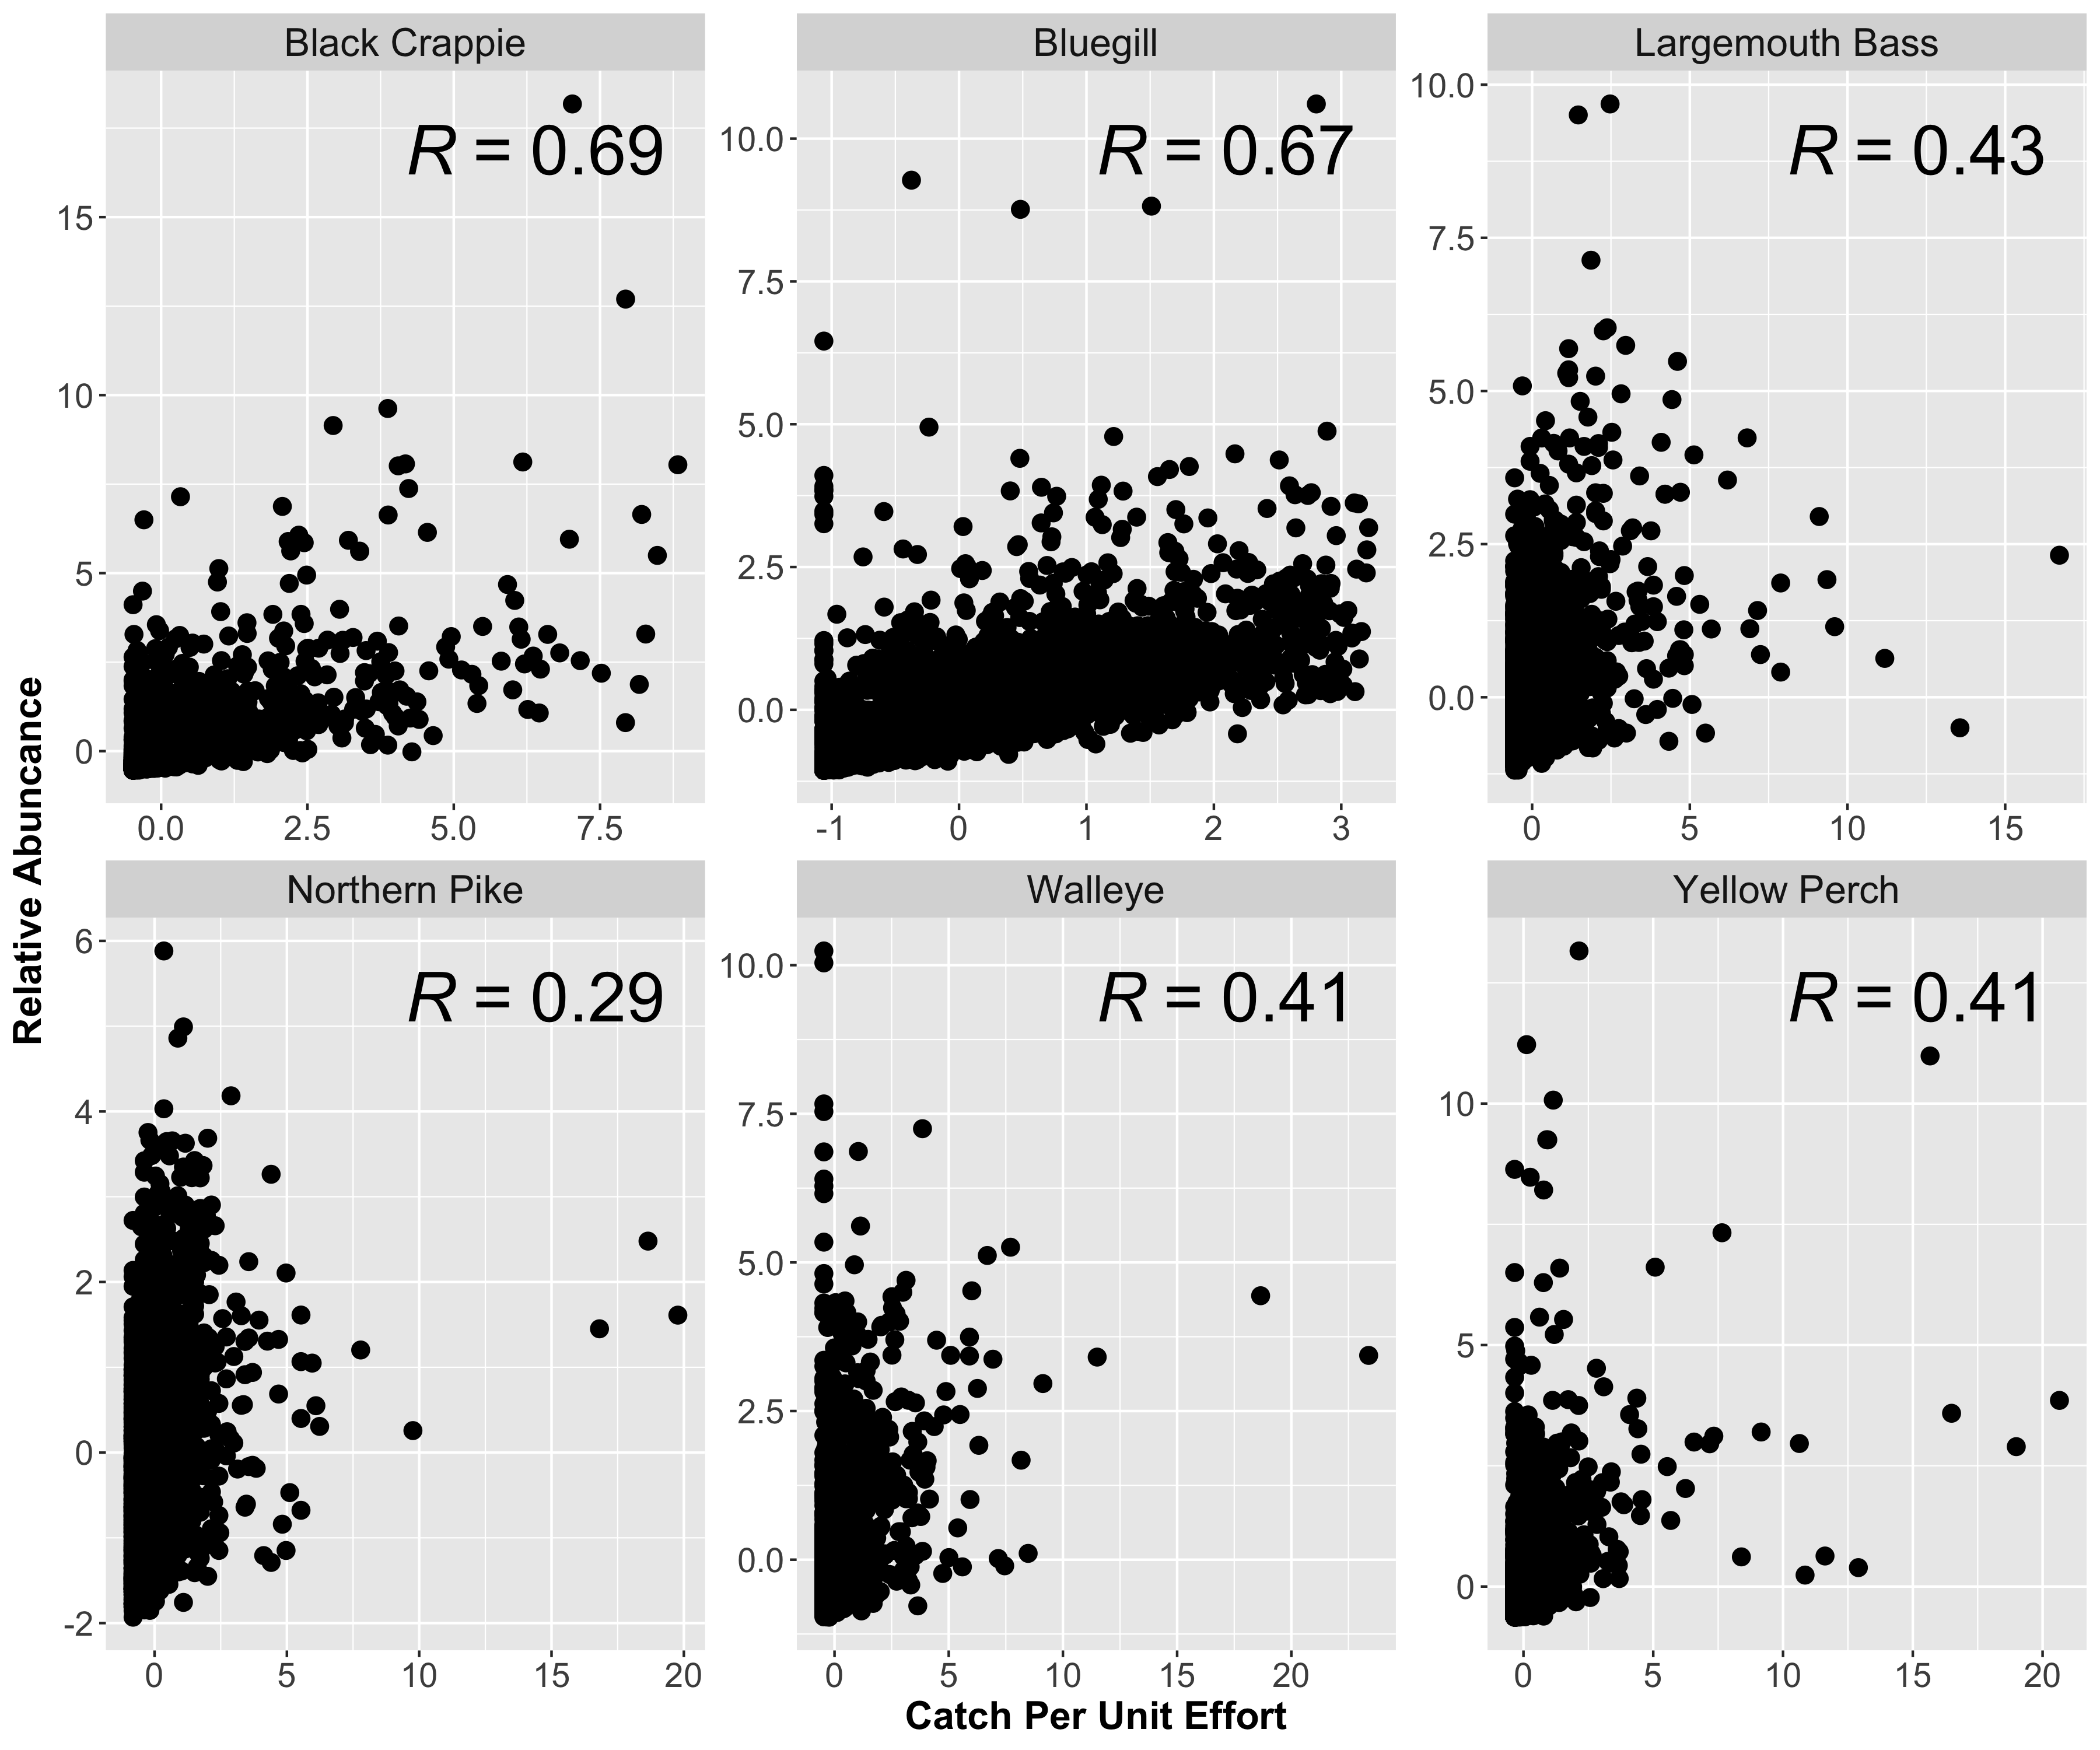 Black Crappie
Bluegill
Largemouth Bass
R = 0.69
R = 0.67
R = 0.43
15
10
5
0
10.0
7.5
5.0
2.5
0.0
10.0
7.5
5.0
2.5
0.0
0.0 2.5 5.0 7.5
-1 0 1 2 3
0 5 10 15
Relative Abuncance
Northern Pike
Walleye
Yellow Perch
R = 0.29
R = 0.41
R = 0.41
6
4
2
0
-2
10.0
7.5
5.0
2.5
0.0
10
5
0
0 5 10 15 20
0 5 10 15 20
0 5 10 15 20
Catch Per Unit Effort